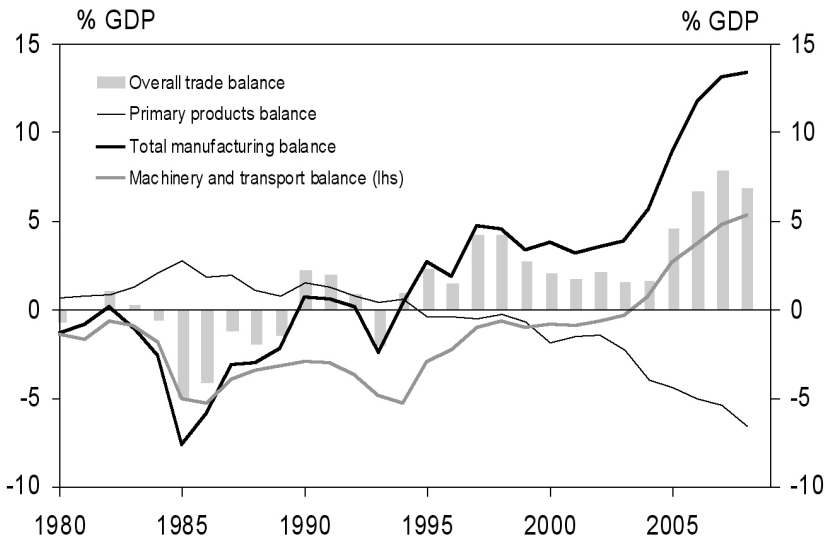 % GDP % GDP
15 15
Overall trade balance
Primary products balance
10 10
Total manufacturing balance
Machinery and transport balance (lhs)
5 5
0 0
-5 -5
-10 -10
1980 1985 1990 1995 2000 2005